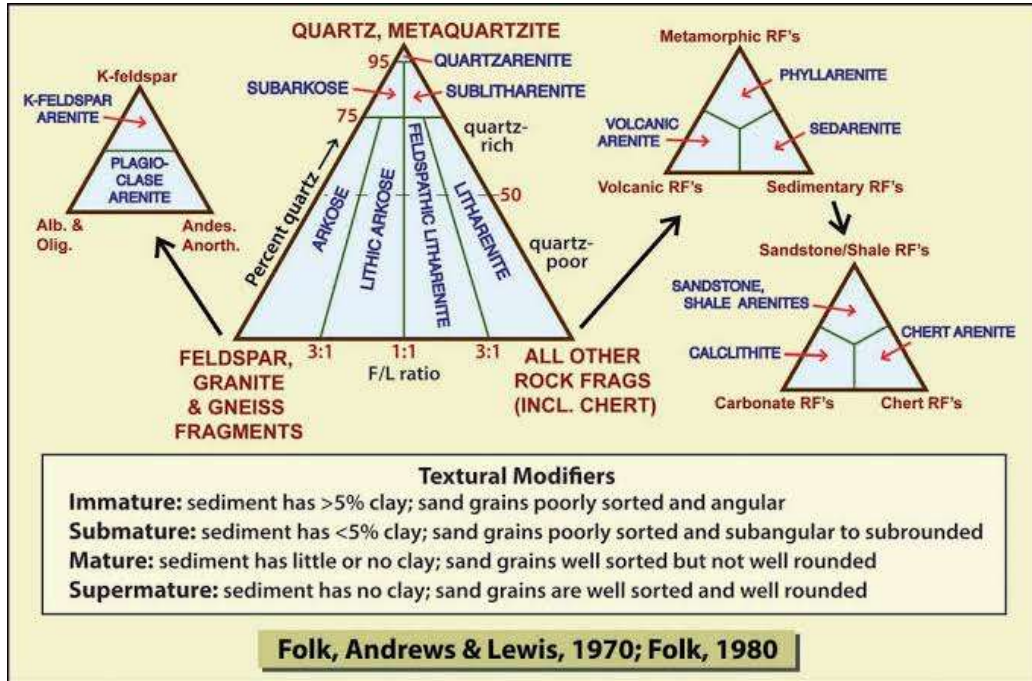 QUARTZ, METAQUARTZITE
95
QUARTZARENITE
SUBARKOSE
SUBLITHARENITE
75
quartz-
rich
Percent quartz
50
ARKOSE
LITHIC ARKOSE
FELDSPATHIC LITHARENITE
LITHARENITE
quartz-
poor
3:1
1:1
3:1
F/L ratio
FELDSPAR,
GRANITE
& GNEISS
FRAGMENTS
ALL OTHER
ROCK FRAGS
(INCL. CHERT)
K-feldspar
K-FELDSPAR
ARENITE
PLAGIO-
CLASE
ARENITE
Alb. &
Olig.
Andes.
Anorth.
Metamorphic RF's
PHYLLARENITE
VOLCANIC
ARENITE
SEDARENITE
Volcanic RF's
Sedimentary RF's
Sandstone/Shale RF's
SANDSTONE,
SHALE ARENITES
CHERT ARENITE
CALCLITHITE
Carbonate RF's
Chert RF's
Textural Modifiers
Immature: sediment has >5% clay; sand grains poorly sorted and angular
Submature: sediment has <5% clay; sand grains poorly sorted and subangular to subrounded
Mature: sediment has little or no clay; sand grains well sorted but not well rounded
Supermature: sediment has no clay; sand grains are well sorted and well rounded
Folk, Andrews & Lewis, 1970; Folk, 1980